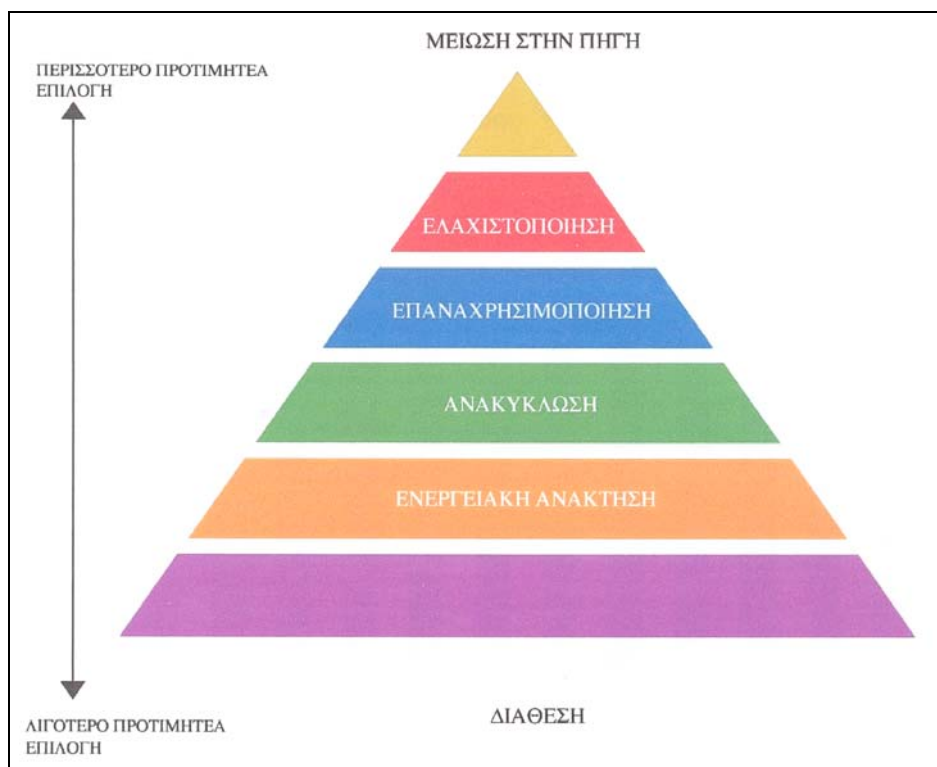 ΜΕΙΩΣΗ ΣΤΗΝ ΠΗΓΗ
ΠΕΡΙΣΣΟΤΕΡΟ ΠΡΟΤΙΜΗΤΕΑ
ΕΠΙΛΟΓΗ
ΕΛΑΧΙΣΤΟΠΟΙΗΣΗ
ΕΠΑΝΑΧΡΗΣΙΜΟΠΟΙΗΣΗ
ΑΝΑΚΥΚΛΩΣΗ
ΕΝΕΡΓΕΙΑΚΗ ΑΝΑΚΤΗΣΗ
ΔΙΑΘΕΣΗ
ΛΙΓΟΤΕΡΟ ΠΡΟΤΙΜΗΤΕΑ
ΕΠΙΛΟΓΗ